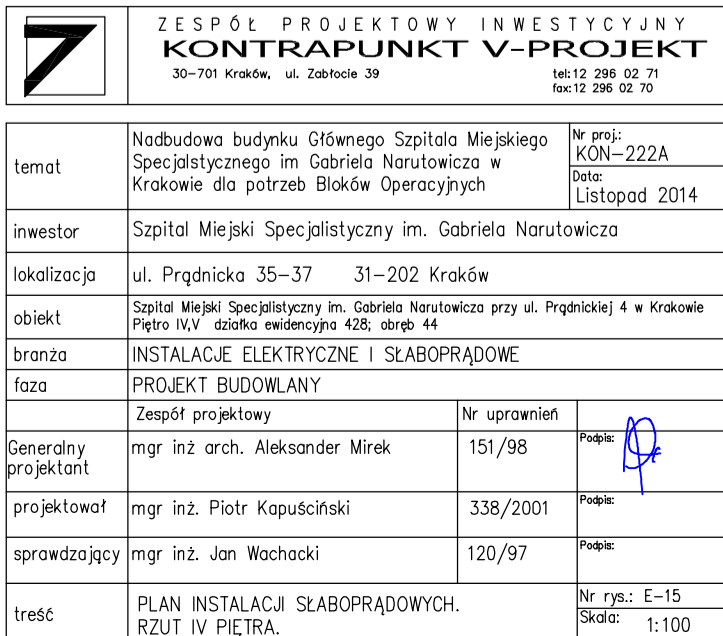 ZESPÓŁ PROJEKTOWY INWESTYCYJNY
KONTRAPUNKT V-PROJEKT
30-701 Kraków, ul. Zabłocie 39
tel:12 296 02 71
fax:12 296 02 70
temat
Nadbudowa budynku Głównego Szpitala Miejskiego
Specjalstycznego im Gabriela Narutowicza w
Krakowie dla potrzeb Bloków Operacyjnych
Nr proj.:
KON-222A
Data:
Listopad 2014
inwestor
Szpital Miejski Specjalistyczny im. Gabriela Narutowicza
lokalizacja
ul. Prądnicka 35-37 31-202 Kraków
obiekt
Szpital Miejski Specjalistyczny im. Gabriela Narutowicza przy ul. Prądnickiej 4 w Krakowie
Piętro IV,V działka ewidencyjna 428; obręb 44
branża
INSTALACJE ELEKTRYCZNE I SŁABOPRĄDOWE
faza
PROJEKT BUDOWLANY
Zespół projektowy
Nr uprawnień
Generalny
projektant
mgr inż arch. Aleksander Mirek
151/98
Podpis:
projektował
mgr inż. Piotr Kapuściński
338/2001
Podpis:
sprawdzający
mgr inż. Jan Wachacki
120/97
Podpis:
treść
PLAN INSTALACJI SŁABOPRĄDOWYCH.
RZUT IV PIĘTRA.
Nr rys.: E-15
Skala: 1:100